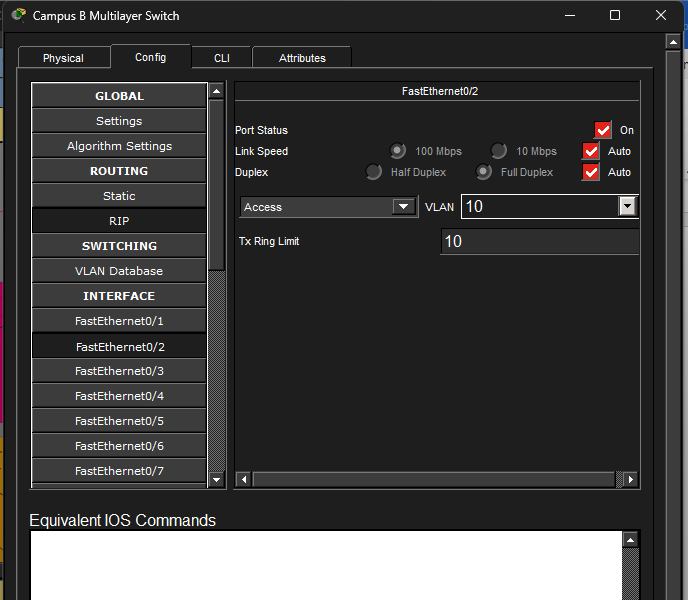 Campus B Multilayer Switch
Physical
Config
CLI
Attributes
GLOBAL
Settings
Algorithm Settings
ROUTING
Static
RIP
SWITCHING
VLAN Database
INTERFACE
FastEthernet0/1
FastEthernet0/2
FastEthernet0/3
FastEthernet0/4
FastEthernet0/5
FastEthernet0/6
FastEthernet0/7
FastEthernet0/2
Port Status On
Link Speed 100 Mbps 10 Mbps Auto
Duplex Half Duplex Full Duplex Auto
Access VLAN 10
Tx Ring Limit 10
Equivalent IOS Commands